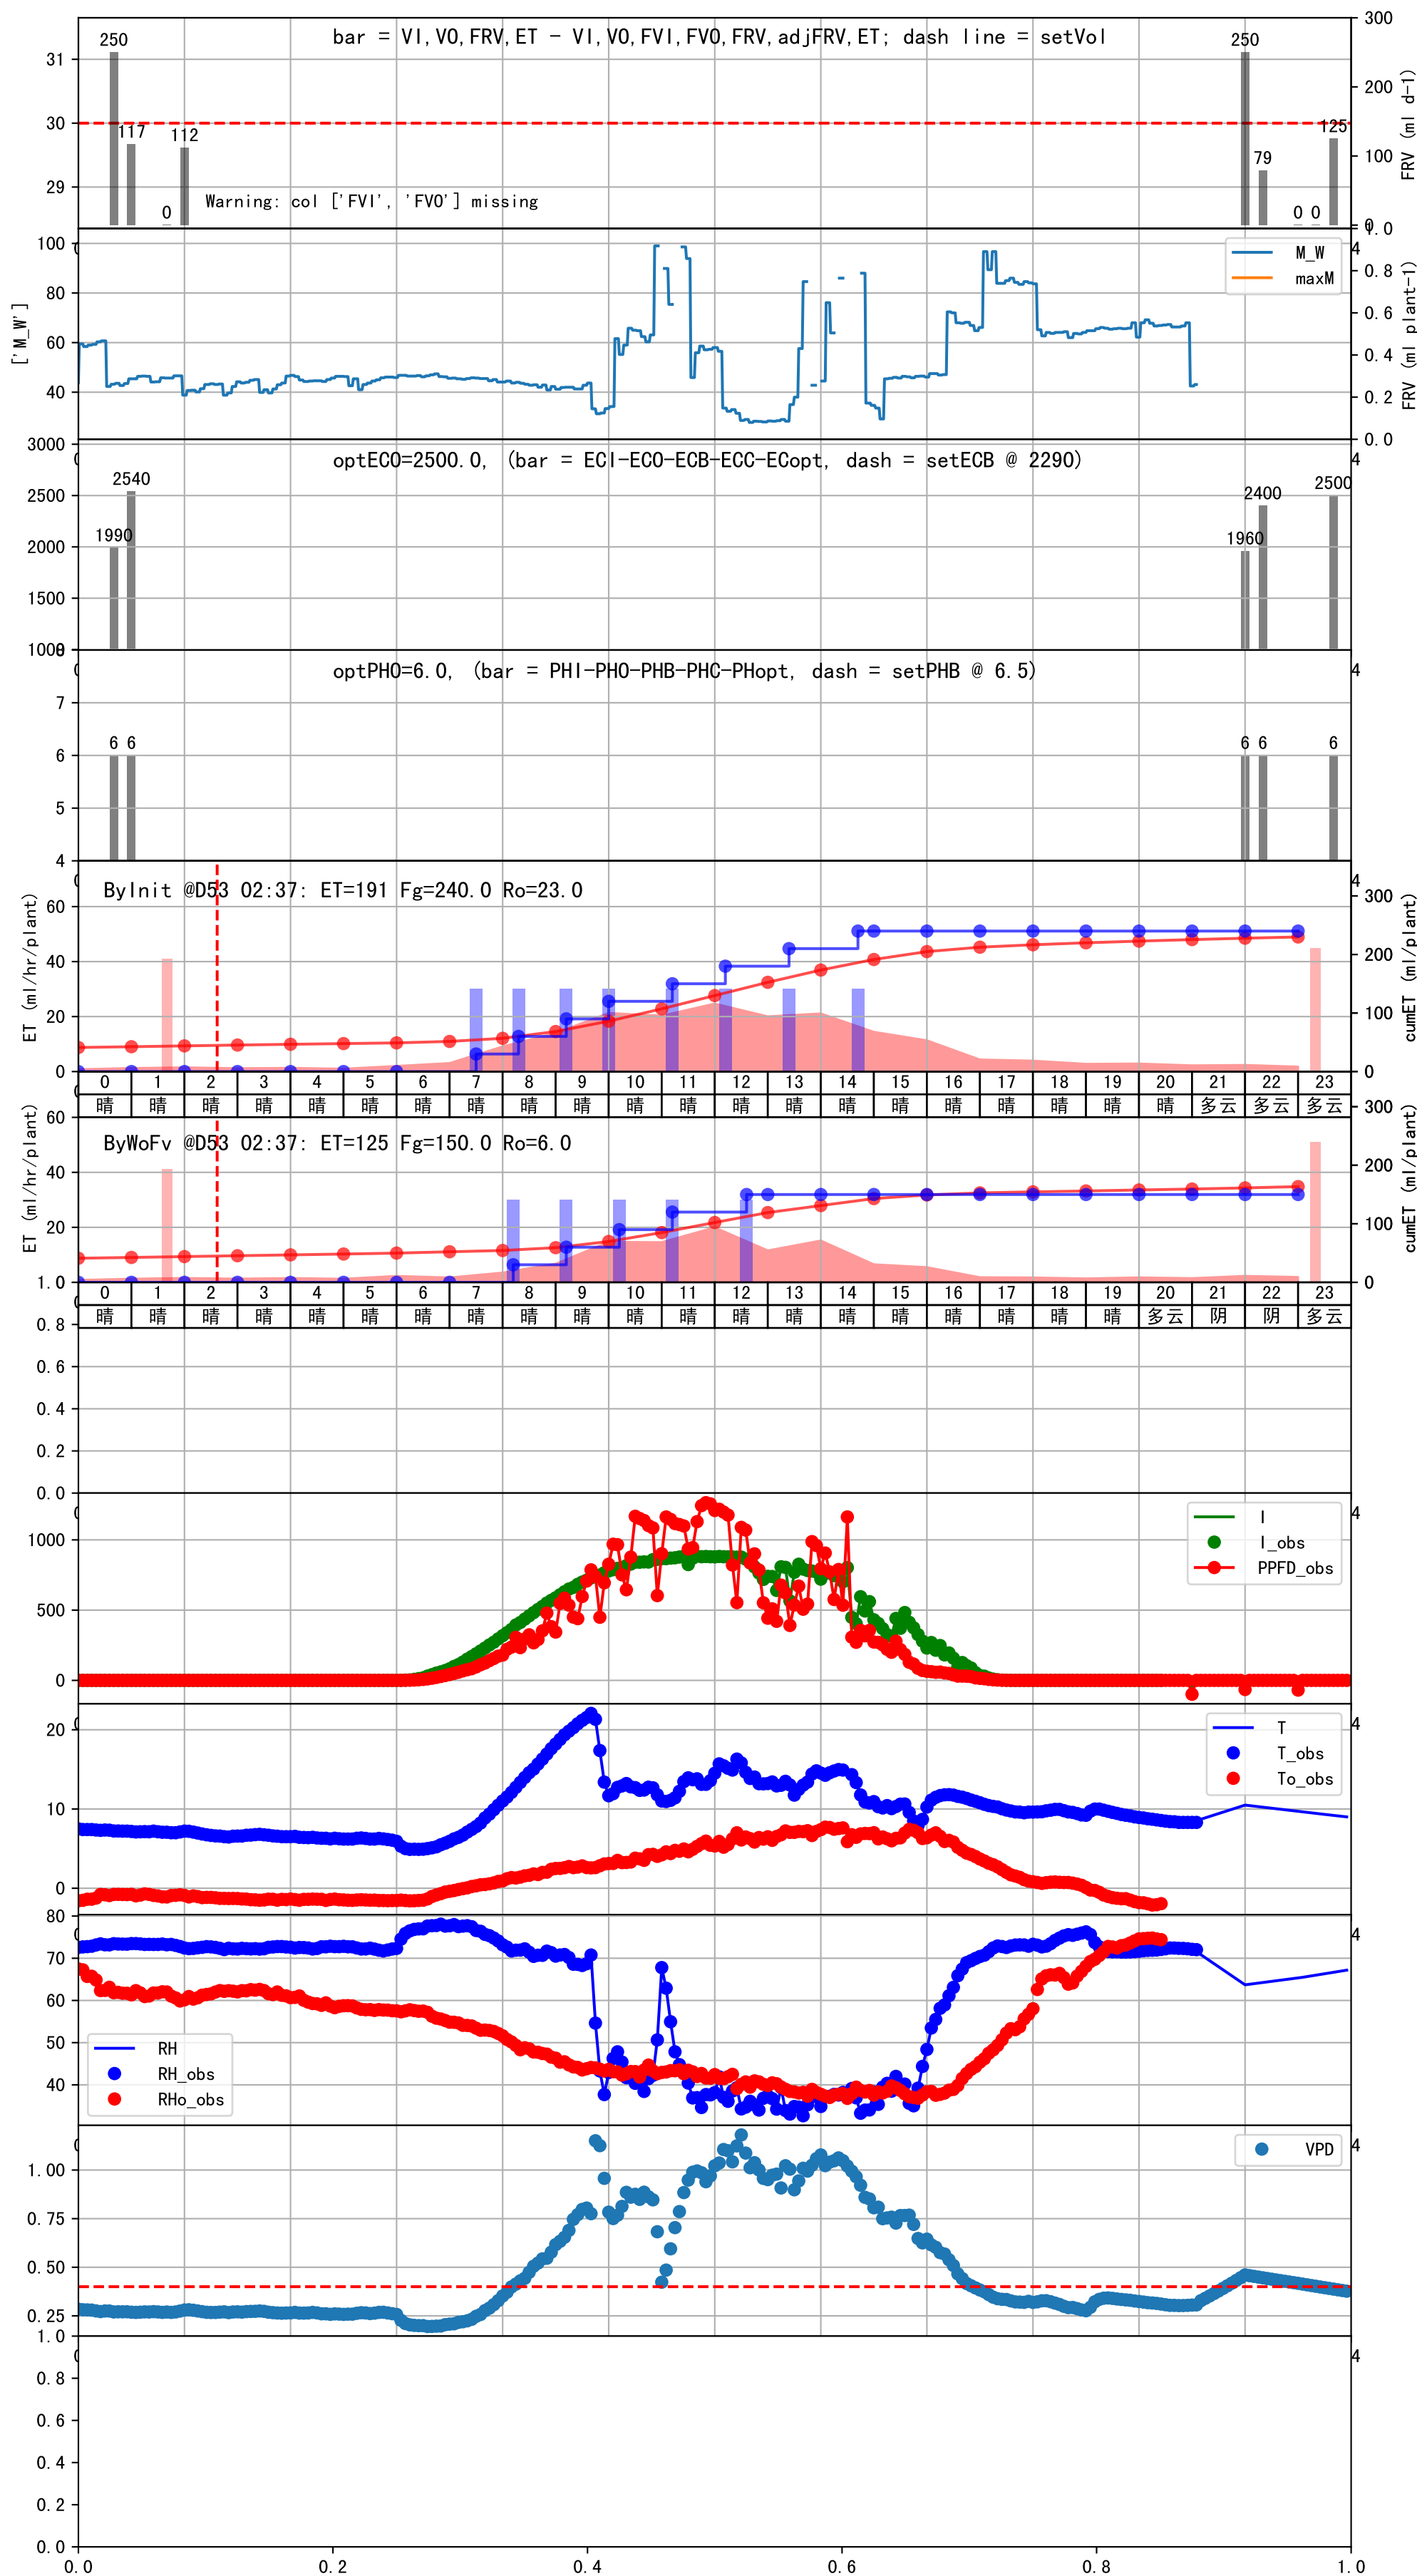 bar = VI,VO,FRV,ET - VI,VO,FVI,FVO,FRV,adjFRV,ET; dash line = setVol
250 117 0 112 250 79 0 0 125
Warning: col ['FVI', 'FVO'] missing
31
30
29
300
200
100
0
FRV (ml d-1)
['M_W']
100
80
60
40
M_W
maxM
1.0
0.8
0.6
0.4
0.2
0.0
FRV (ml plant-1)
4
optECO=2500.0, (bar = ECI-ECO-ECB-ECC-ECopt, dash = setECB @ 2290)
3000
2500
2000
1500
1000
1990 2540 1960 2400 2500
4
optPHO=6.0, (bar = PHI-PHO-PHB-PHC-PHopt, dash = setPHB @ 6.5)
7
6
5
4
6 6 6 6 6
4
ByInit @D53 02:37: ET=191 Fg=240.0 Ro=23.0
ET (ml/hr/plant)
60
40
20
0
300
200
100
0
cumET (ml/plant)
4
0 1 2 3 4 5 6 7 8 9 10 11 12 13 14 15 16 17 18 19 20 21 22 23
晴 晴 晴 晴 晴 晴 晴 晴 晴 晴 晴 晴 晴 晴 晴 晴 晴 晴 晴 晴 晴 多云 多云 多云
ByWoFv @D53 02:37: ET=125 Fg=150.0 Ro=6.0
ET (ml/hr/plant)
60
40
20
300
200
100
0
cumET (ml/plant)
0 1 2 3 4 5 6 7 8 9 10 11 12 13 14 15 16 17 18 19 20 21 22 23
晴 晴 晴 晴 晴 晴 晴 晴 晴 晴 晴 晴 晴 晴 晴 晴 晴 晴 晴 晴 多云 阴 阴 多云
1.0
0.8
0.6
0.4
0.2
0.0
4
1000
500
0
I
I_obs
PPFD_obs
4
20
10
0
T
T_obs
To_obs
4
80
70
60
50
40
RH
RH_obs
RHo_obs
4
1.00
0.75
0.50
0.25
VPD
4
1.0
0.8
0.6
0.4
0.2
0.0
0.0 0.2 0.4 0.6 0.8 1.0